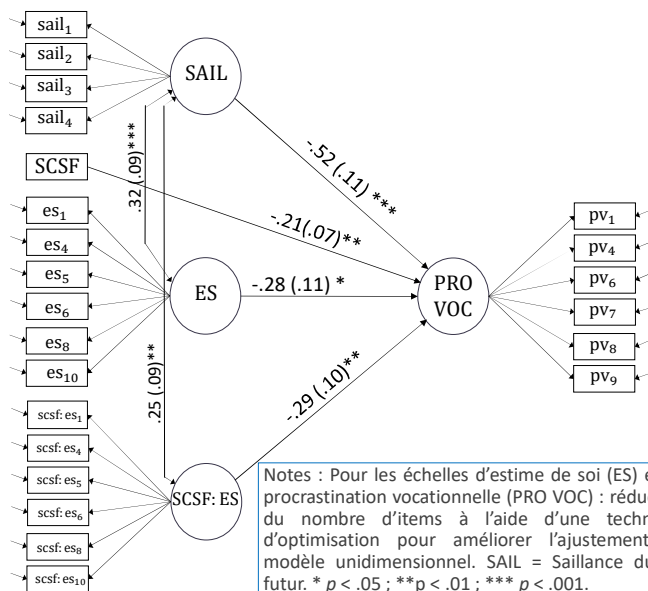 sail1
sail2
sail3
sail4
SAIL
SCSF
es1
es4
es5
es6
es8
es10
ES
scsf: es1
scsf: es4
scsf: es5
scsf: es6
scsf: es8
scsf: es10
SCSF: ES
.32 (.09)***
.25 (.09)**
-.52 (.11) ***
-.21(.07)**
-.28 (.11) *
-.29 (.10)**
PRO
VOC
pv1
pv4
pv6
pv7
pv8
pv9
Notes : Pour les échelles d’estime de soi (ES) e
procrastination vocationnelle (PRO VOC) : réduc
du nombre d’items à l’aide d’une techn
d’optimisation pour améliorer l’ajustement
modèle unidimensionnel. SAIL = Saillance du
futur. * p < .05 ; **p < .01 ; *** p < .001.